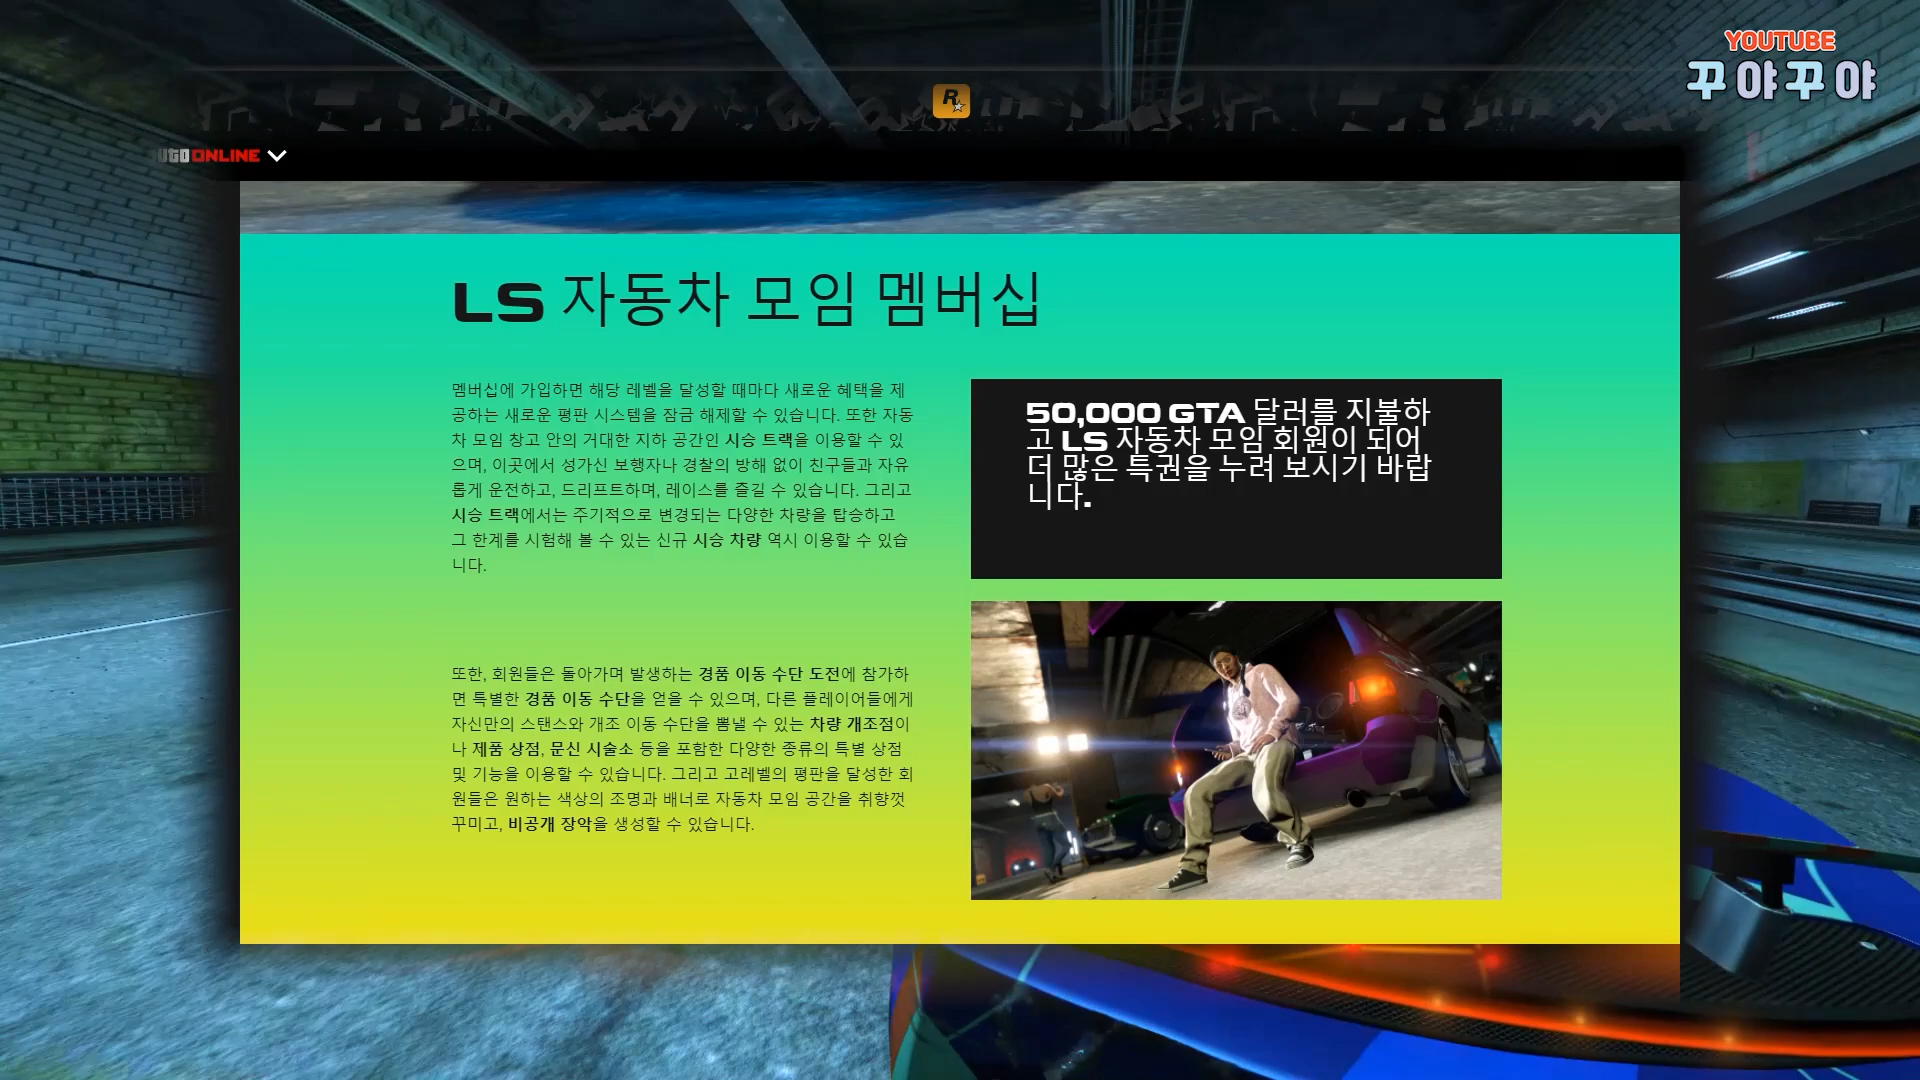 YOUTUBE
꾸야꾸야
R
auto ONLINE
LS 자동차 모임 멤버십
멤버십에 가입하면 해당 레벨을 달성할 때마다 새로운 혜택을 제
공하는 새로운 평판 시스템을 잠금 해제할 수 있습니다. 또한 자동
차 모임 창고 안의 거대한 지하 공간인 시승 트랙을 이용할 수 있
으며, 이곳에서 성가신 보행자나 경찰의 방해 없이 친구들과 자유
롭게 운전하고, 드리프트하며, 레이스를 즐길 수 있습니다. 그리고
시승 트랙에서는 주기적으로 변경되는 다양한 차량을 탑승하고
그 한계를 시험해 볼 수 있는 신규 시승 차량 역시 이용할 수 있습
니다.
또한, 회원들은 돌아가며 발생하는 경품 이동 수단 도전에 참가하
면 특별한 경품 이동 수단을 얻을 수 있으며, 다른 플레이어들에게
자신만의 스탠스와 개조 이동 수단을 뽐낼 수 있는 차량 개조점이
나 제품 상점, 문신 시술소 등을 포함한 다양한 종류의 특별 상점
및 기능을 이용할 수 있습니다. 그리고 고레벨의 평판을 달성한 회
원들은 원하는 색상의 조명과 배너로 자동차 모임 공간을 취향껏
꾸미고, 비공개 장악을 생성할 수 있습니다.
50,000 GTA 달러를 지불하
고 LS 자동차 모임 회원이 되어
더 많은 특권을 누려 보시기 바랍
니다.